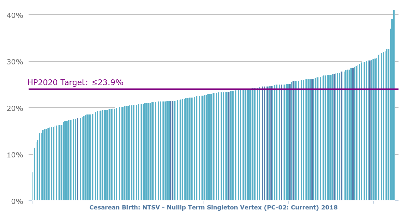 40%
HP2020 Target: ≤23.9%
30%
20%
10%
0%
Cesarean Birth: NTSV - Nullip Term Singleton Vertex (PC-02: Current) 2018